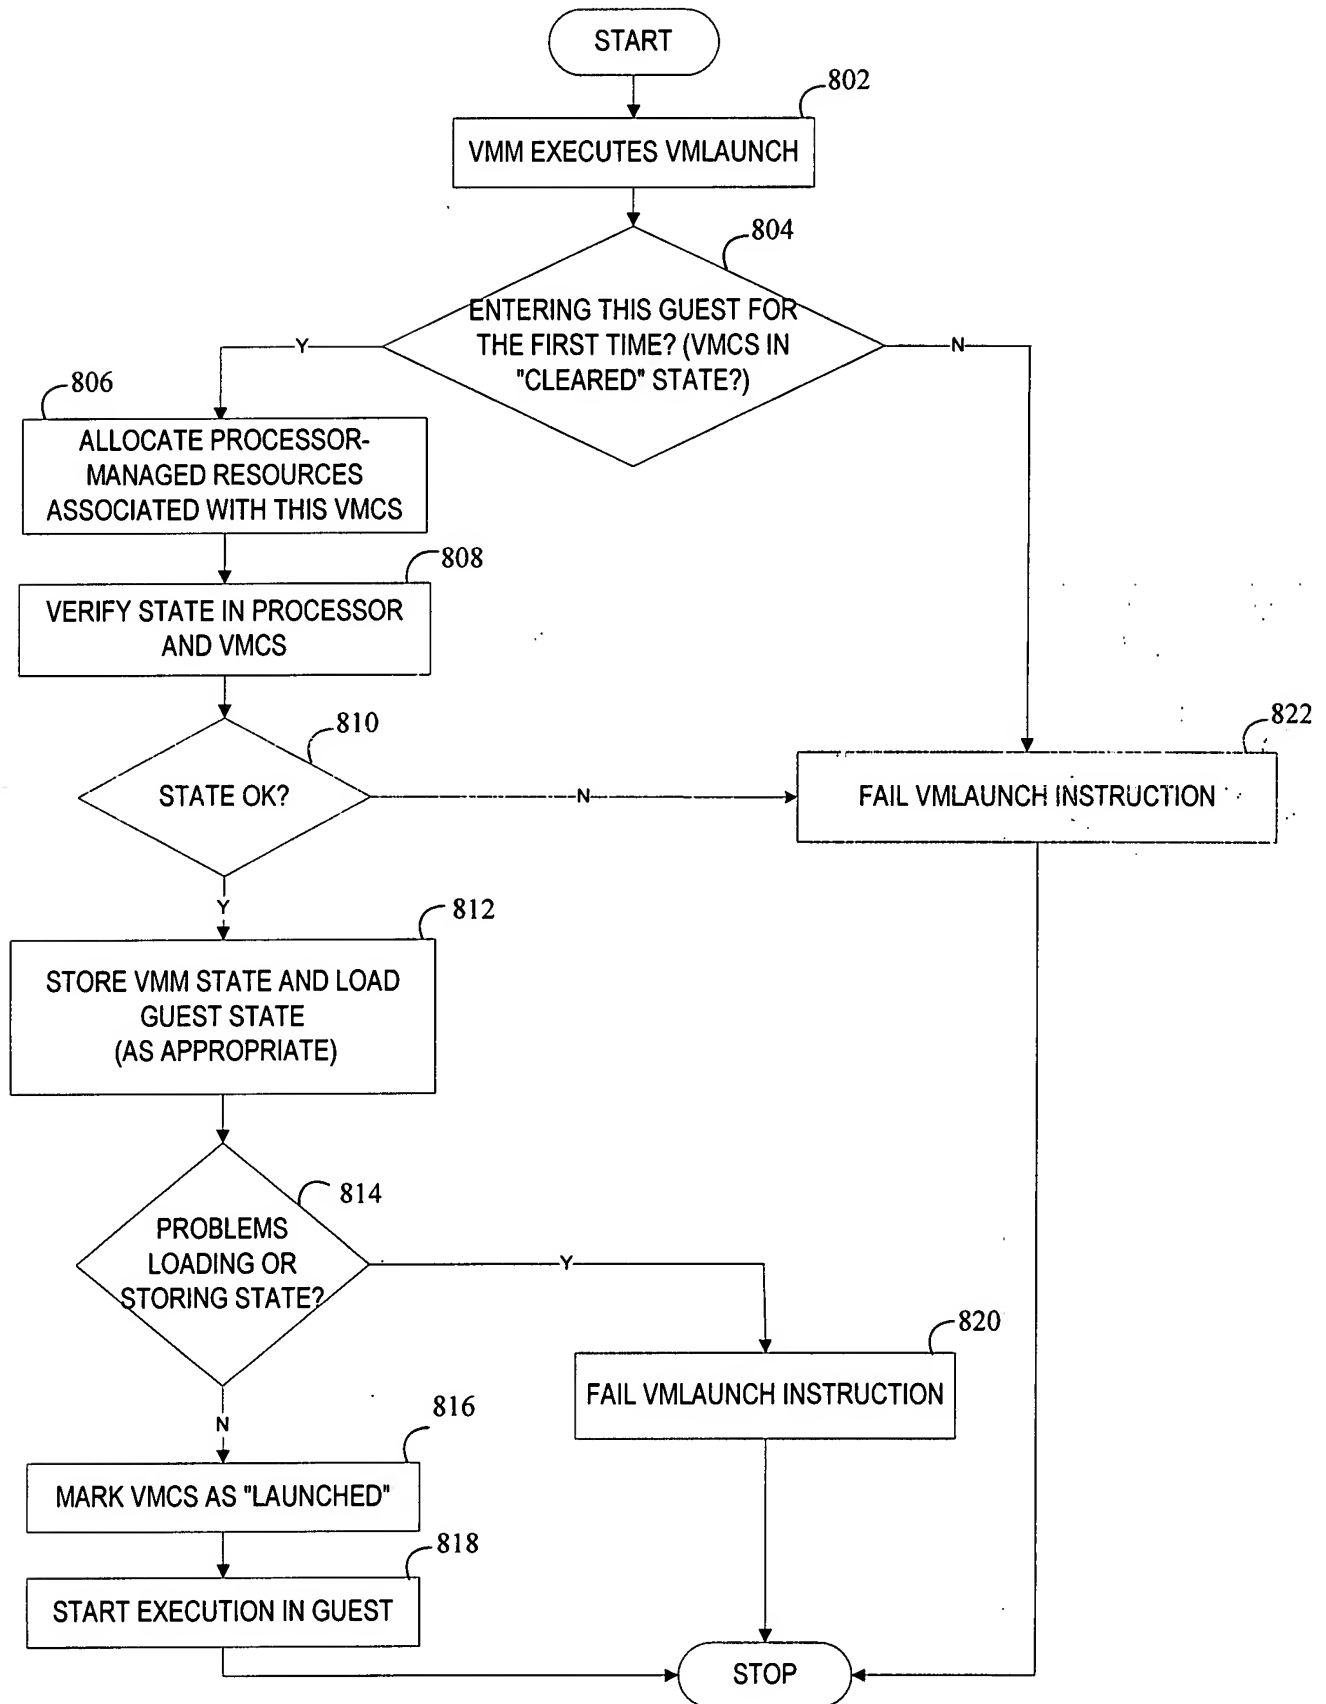 START
802
VMM EXECUTES VMLAUNCH
804
ENTERING THIS GUEST FOR
THE FIRST TIME? (VMCS IN
"CLEARED" STATE?)
Y
N
806
ALLOCATE PROCESSOR-
MANAGED RESOURCES
ASSOCIATED WITH THIS VMCS
808
VERIFY STATE IN PROCESSOR
AND VMCS
810
STATE OK?
N
822
FAIL VMLAUNCH INSTRUCTION
Y
812
STORE VMM STATE AND LOAD
GUEST STATE
(AS APPROPRIATE)
814
PROBLEMS
LOADING OR
STORING STATE?
Y
820
FAIL VMLAUNCH INSTRUCTION
N
816
MARK VMCS AS "LAUNCHED"
818
START EXECUTION IN GUEST
STOP